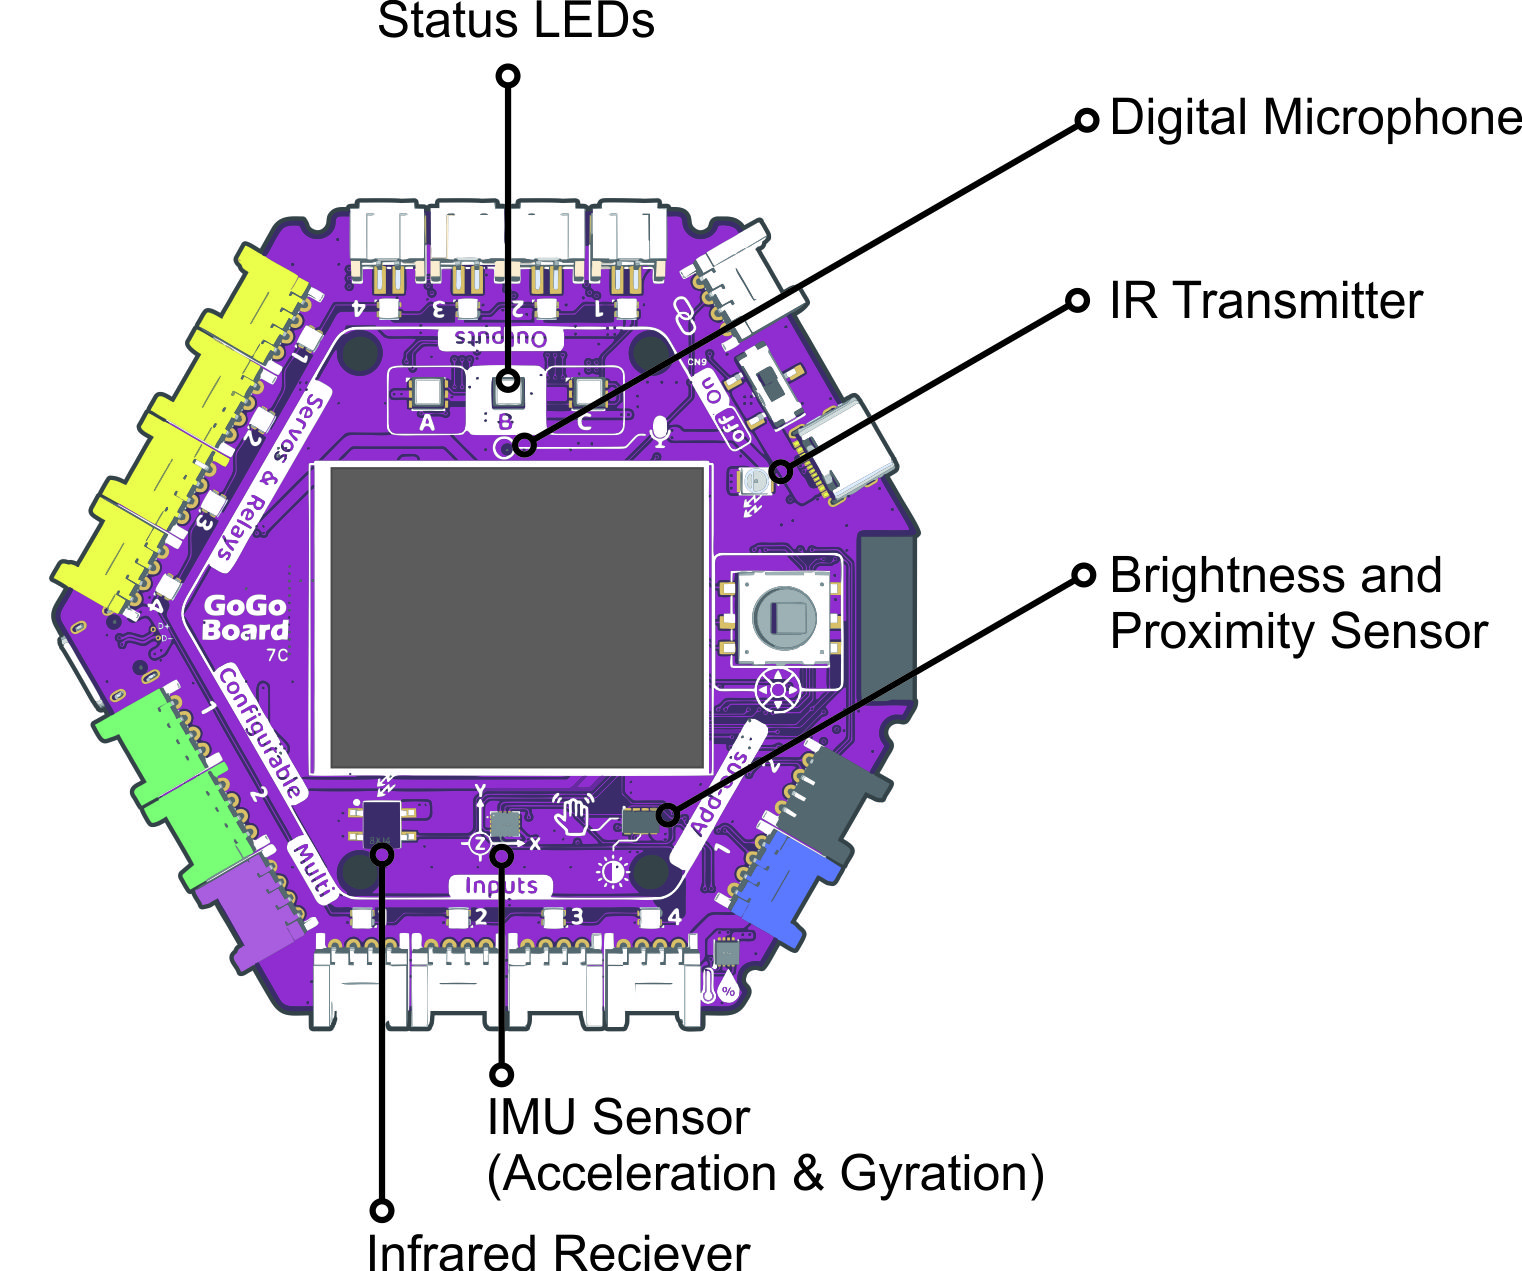 Status LEDs
Digital Microphone
IR Transmitter
Brightness and
Proximity Sensor
IMU Sensor
(Acceleration & Gyration)
Infrared Reciever
4
3
2
1
Outputs
CN9
On
Off
A
B
C
1
2
3
4
Servos & Relays
D+
D-
GoGo
Board
7C
1
Configurable
2
Multi
Y
Z
X
Inputs
2
3
4
Add-ons
2
1
%